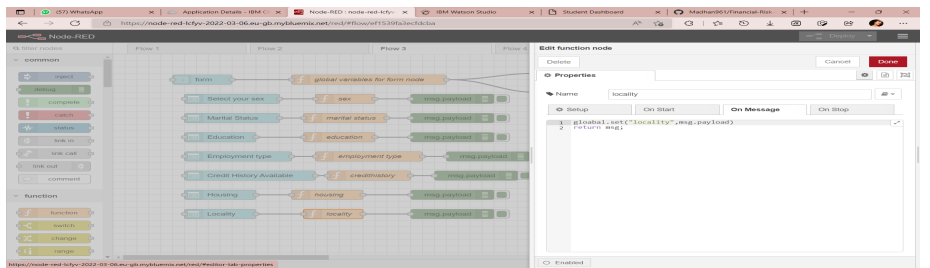 (57) WhatsApp
Application Details - IBM Cl
Node-RED : node-red-lcfyv-202
IBM Watson Studio
Student Dashboard
Madhan961/Financial-Risk-
https://node-red-lcfyv-2022-03-06.eu-gb.mybluemix.net/red/#flow/ef1539fa3ecfdcba
Node-RED
Deploy
filter nodes
Flow 1
Flow 2
Flow 3
Flow 4
Edit function node
Delete
Cancel
Done
Properties
Name
locality
Setup
On Start
On Message
On Stop
1 gloabal.set("locality",msg.payload)
2 return msg;
Enabled
common
inject
debug
complete
catch
status
link in
link call
link out
comment
function
function
switch
change
range
form
global variables for form node
Select your sex
sex
msg.payload
Marital Status
marital status
msg.payload
Education
education
msg.payload
Employment type
employment type
msg.payload
Credit History Available
credithistory
msg.payload
Housing
housing
msg.payload
Locality
locality
msg.payload
https://node-red-lcfyv-2022-03-06.eu-gb.mybluemix.net/red/#editor-tab-properties